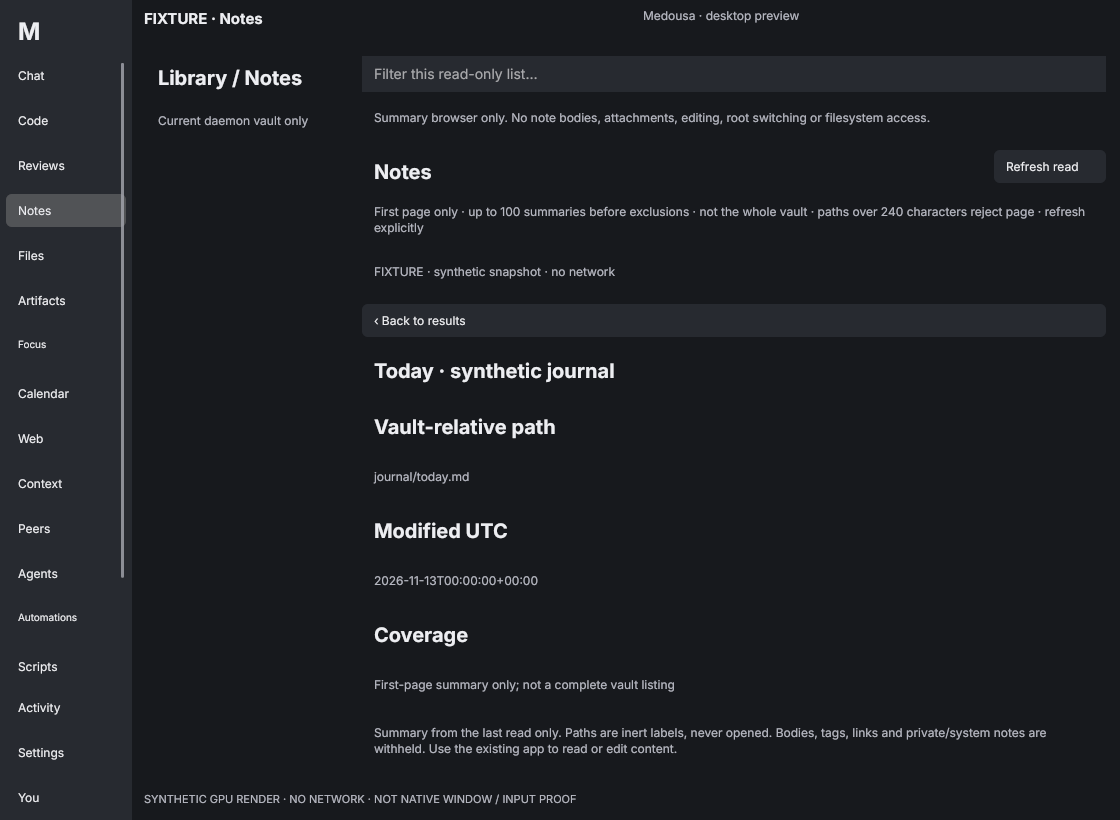 M
Chat
Code
Reviews
Notes
Files
Artifacts
Focus
Calendar
Web
Context
Peers
Agents
Automations
Scripts
Activity
Settings
You
FIXTURE · Notes
Medousa · desktop preview
Library / Notes
Current daemon vault only
Filter this read-only list...
Summary browser only. No note bodies, attachments, editing, root switching or filesystem access.
Notes
Refresh read
First page only · up to 100 summaries before exclusions · not the whole vault · paths over 240 characters reject page · refresh
explicitly
FIXTURE · synthetic snapshot · no network
‹ Back to results
Today · synthetic journal
Vault-relative path
journal/today.md
Modified UTC
2026-11-13T00:00:00+00:00
Coverage
First-page summary only; not a complete vault listing
Summary from the last read only. Paths are inert labels, never opened. Bodies, tags, links and private/system notes are
withheld. Use the existing app to read or edit content.
SYNTHETIC GPU RENDER · NO NETWORK · NOT NATIVE WINDOW / INPUT PROOF